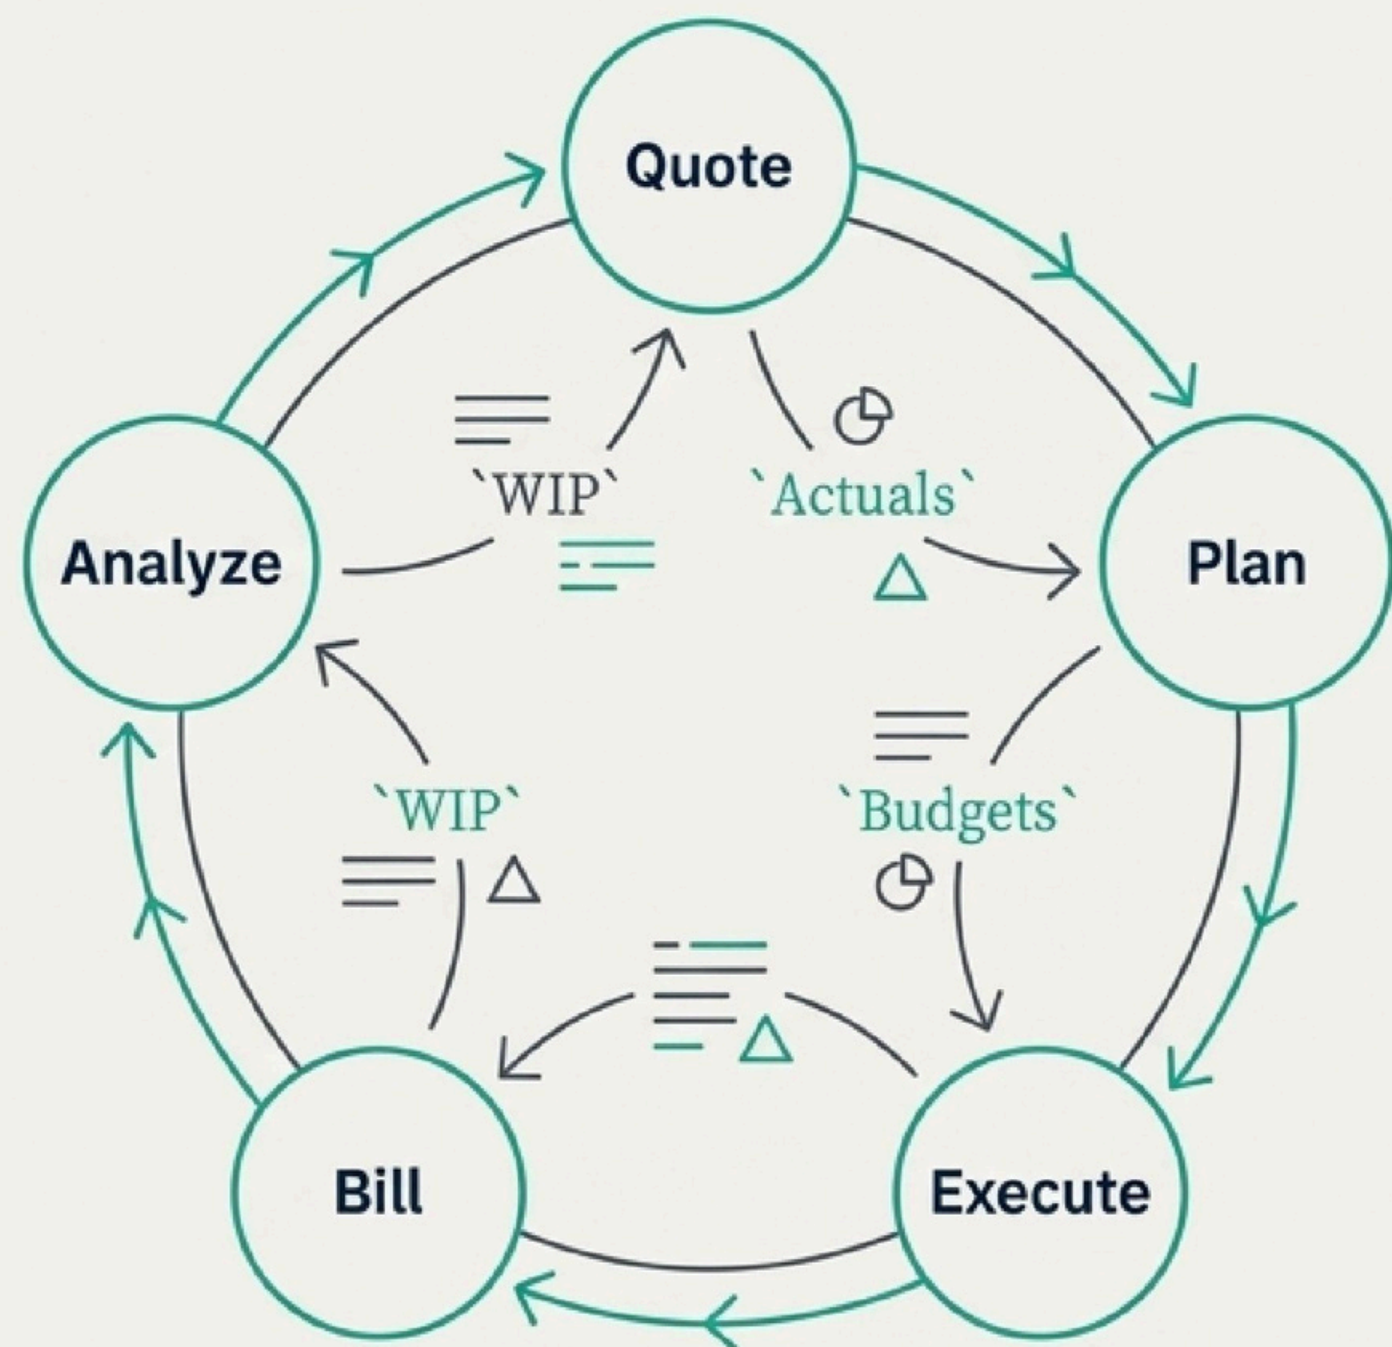 Quote
`WIP`
`Actuals`
Analyze
Plan
`WIP`
`Budgets`
Bill
Execute